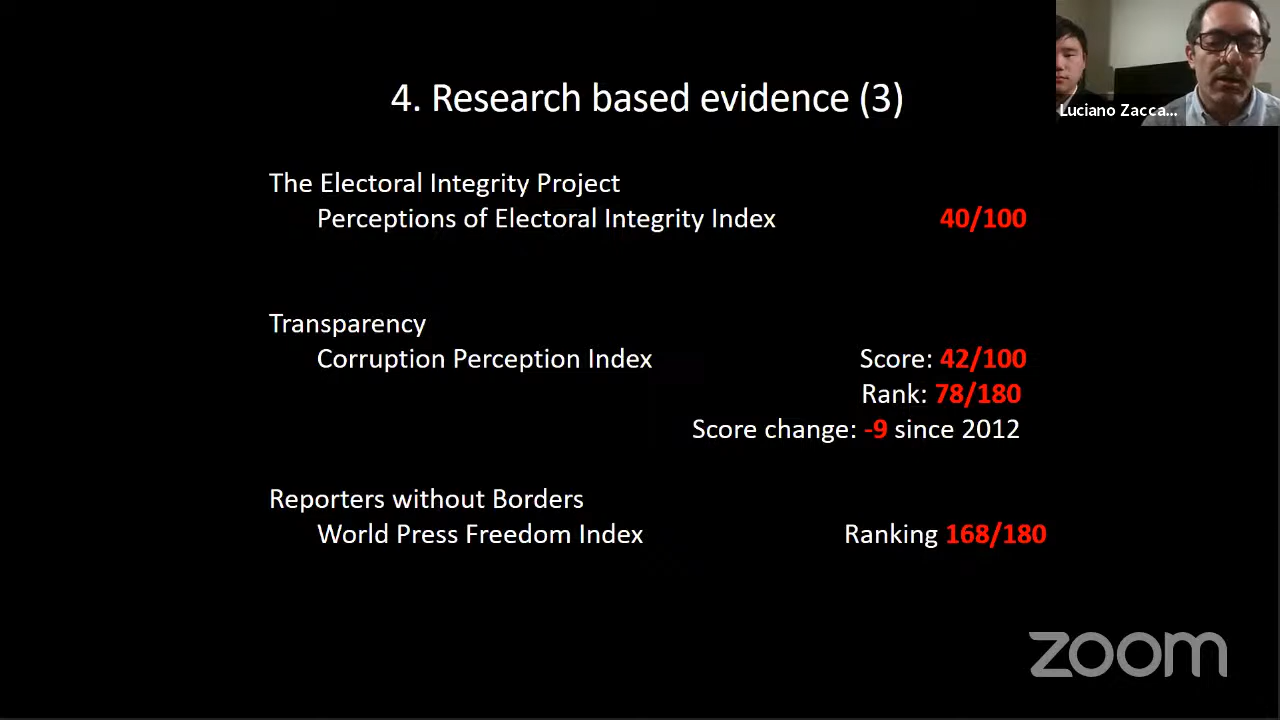 4. Research based evidence (3)
Luciano Zacca...
The Electoral Integrity Project
Perceptions of Electoral Integrity Index 40/100
Transparency
Corruption Perception Index Score: 42/100
Rank: 78/180
Score change: -9 since 2012
Reporters without Borders
World Press Freedom Index Ranking 168/180
zoom